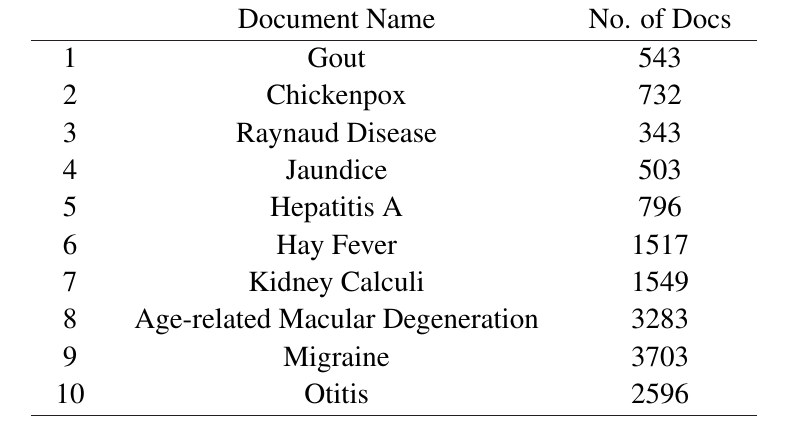 Document Name No. of Docs
1 Gout 543
2 Chickenpox 732
3 Raynaud Disease 343
4 Jaundice 503
5 Hepatitis A 796
6 Hay Fever 1517
7 Kidney Calculi 1549
8 Age-related Macular Degeneration 3283
9 Migraine 3703
10 Otitis 2596